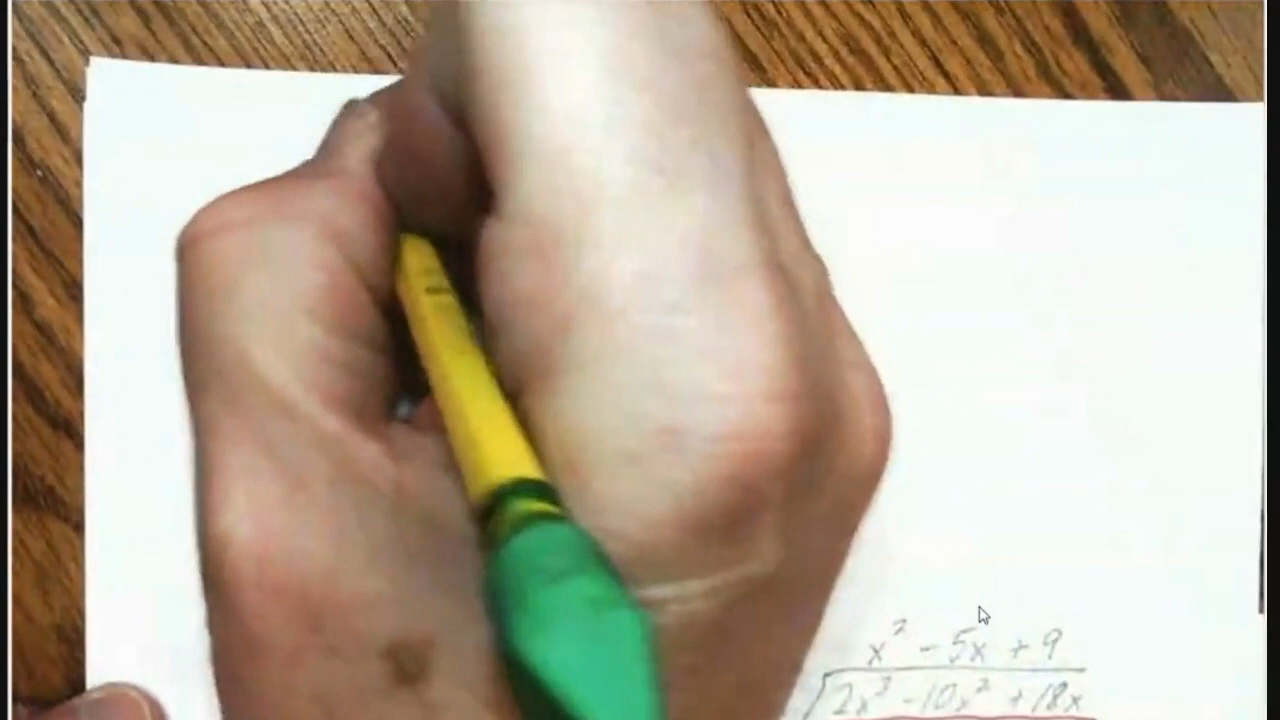 x² - 5x + 9
2x³ - 10x² + 18x